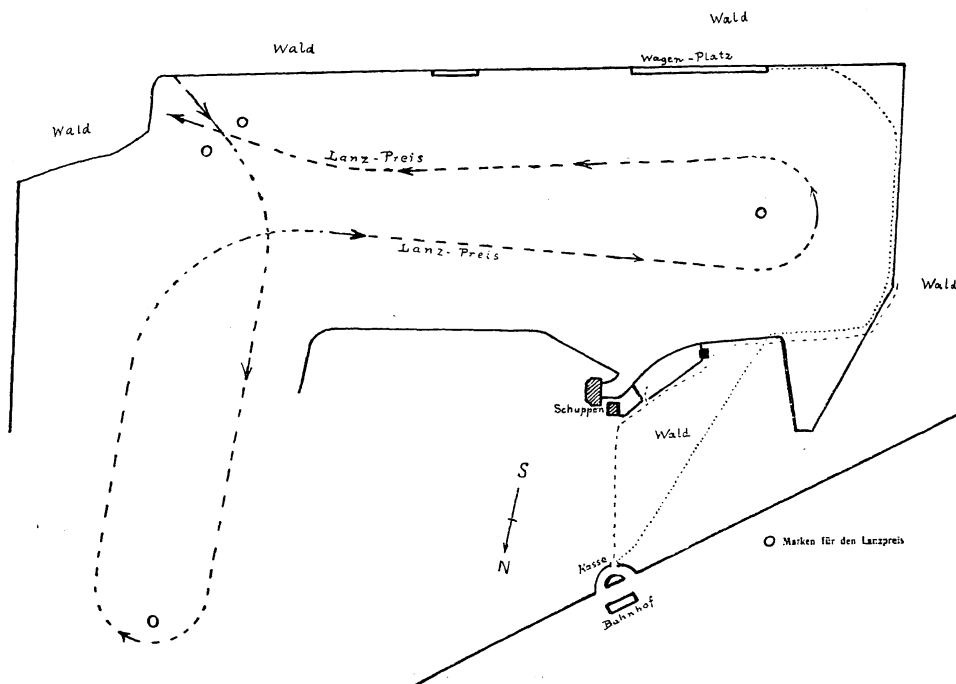 Wald
Wald
Wagen-Platz
Wald
Lanz-Preis
Lanz-Preis
Wald
Schuppen
Wald
S
N
Marken für den Lanzpreis
Kasse
Bahnhof